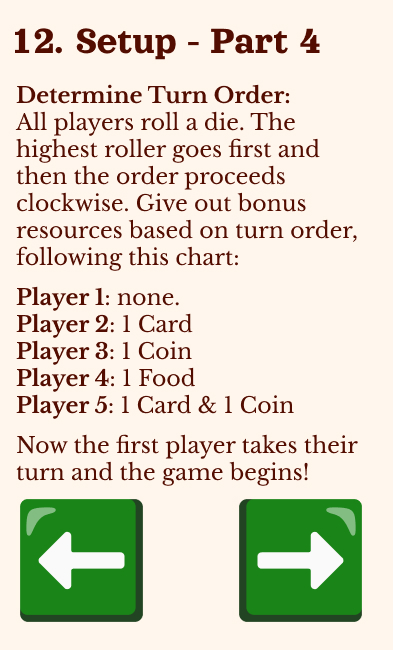 12. Setup - Part 4
Determine Turn Order:
All players roll a die. The
highest roller goes first and
then the order proceeds
clockwise. Give out bonus
resources based on turn order,
following this chart:
Player 1: none.
Player 2: 1 Card
Player 3: 1 Coin
Player 4: 1 Food
Player 5: 1 Card & 1 Coin
Now the first player takes their
turn and the game begins!